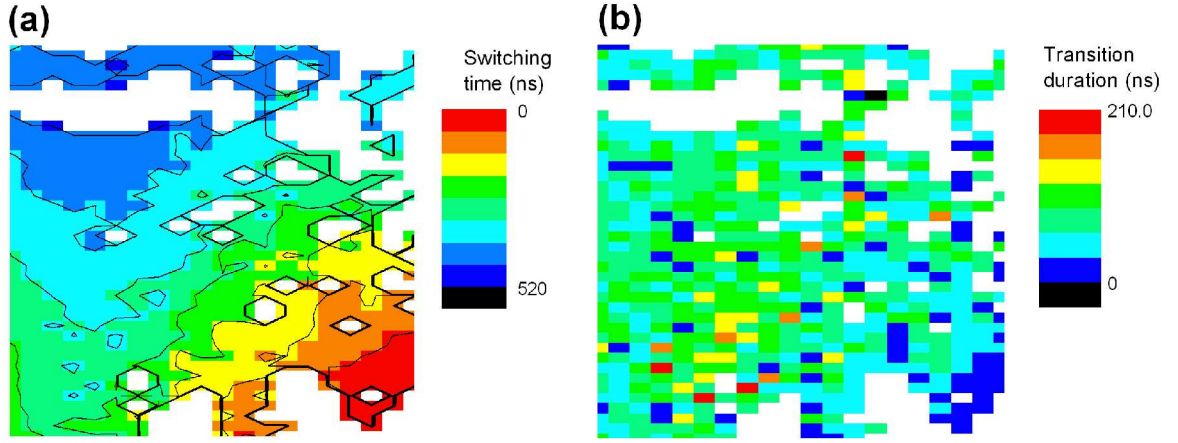 (a)
Switching
time (ns)
0
520
(b)
Transition
duration (ns)
210.0
0